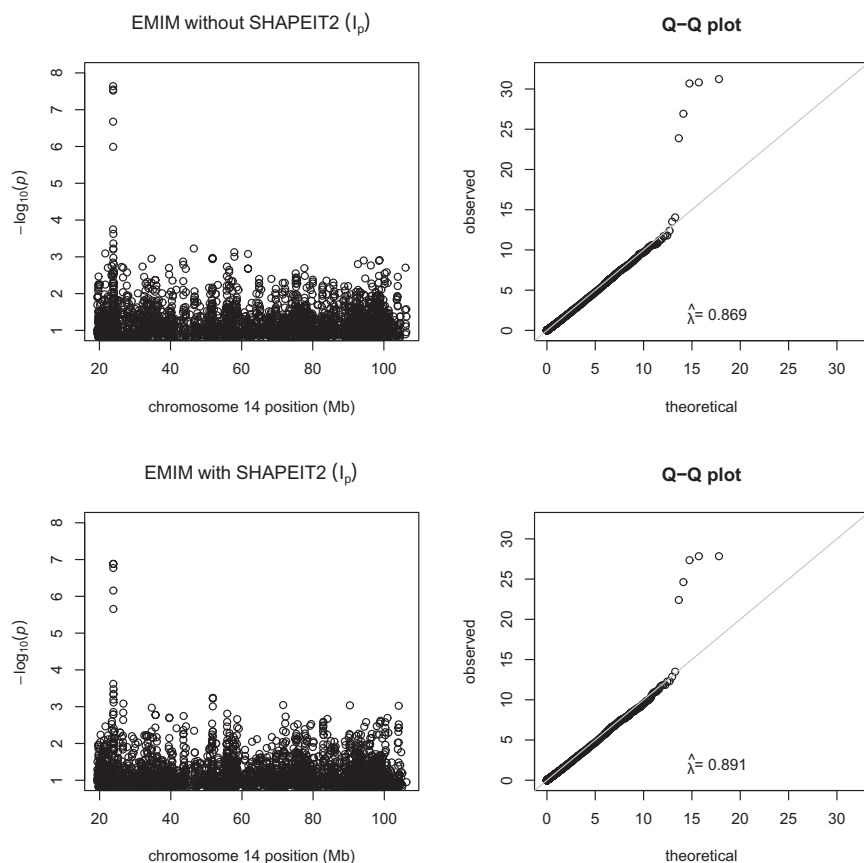 EMIM without SHAPEIT2 (Ip)
−log10(p)
8
7
6
5
4
3
2
1
20 40 60 80 100
chromosome 14 position (Mb)
Q−Q plot
observed
30
25
20
15
10
5
0
λ̂= 0.869
0 5 10 15 20 25 30
theoretical
EMIM with SHAPEIT2 (Ip)
−log10(p)
8
7
6
5
4
3
2
1
20 40 60 80 100
chromosome 14 position (Mb)
Q−Q plot
observed
30
25
20
15
10
5
0
λ̂= 0.891
0 5 10 15 20 25 30
theoretical